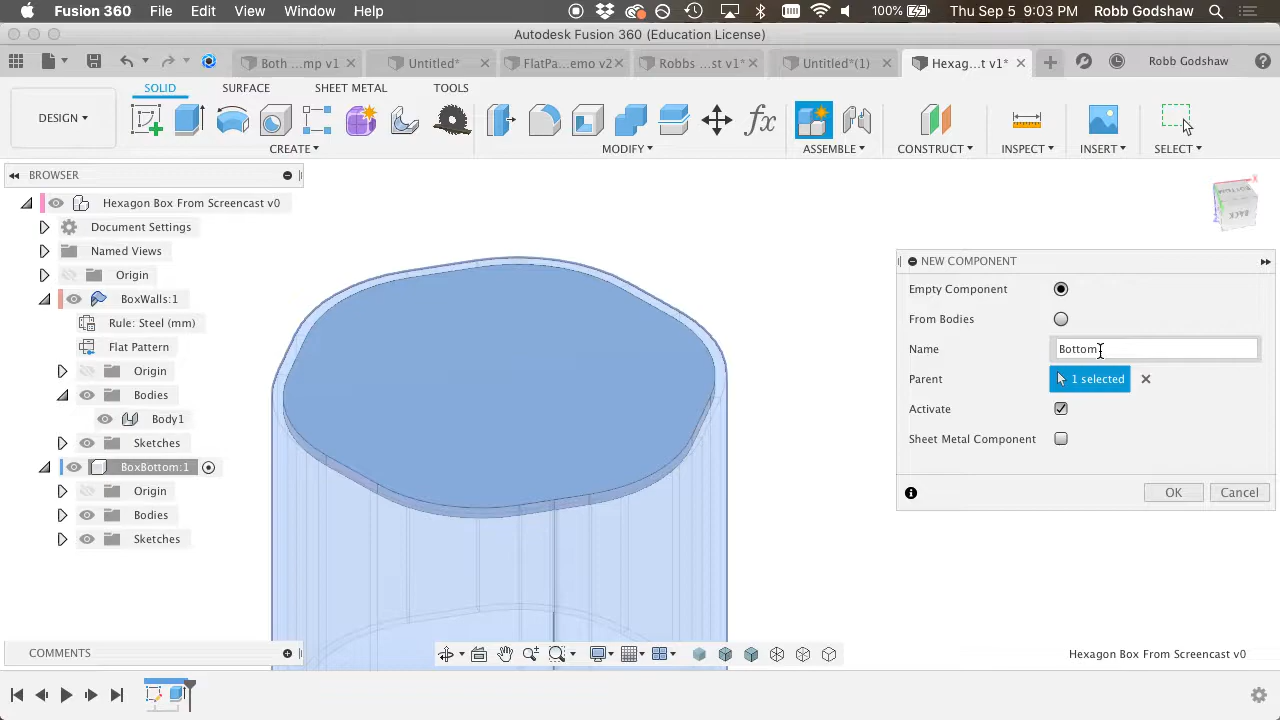 Fusion 360 File Edit View Window Help 100% Thu Sep 5 9:03 PM Robb Godshaw
Autodesk Fusion 360 (Education License)
Both ...mp v1 Untitled* FlatPa...emo v2 Robbs ...st v1* Untitled*(1) Hexag...t v1* Robb Godshaw
SOLID SURFACE SHEET METAL TOOLS
DESIGN
fx
CREATE MODIFY ASSEMBLE CONSTRUCT INSPECT INSERT SELECT
BROWSER
Hexagon Box From Screencast v0
Document Settings
Named Views
Origin
BoxWalls:1
Rule: Steel (mm)
Flat Pattern
Origin
Bodies
Body1
Sketches
BoxBottom:1
Origin
Bodies
Sketches
BOTTOM
BACK
X
NEW COMPONENT
Empty Component
From Bodies
Name Bottom
Parent 1 selected
Activate
Sheet Metal Component
OK Cancel
COMMENTS
Hexagon Box From Screencast v0